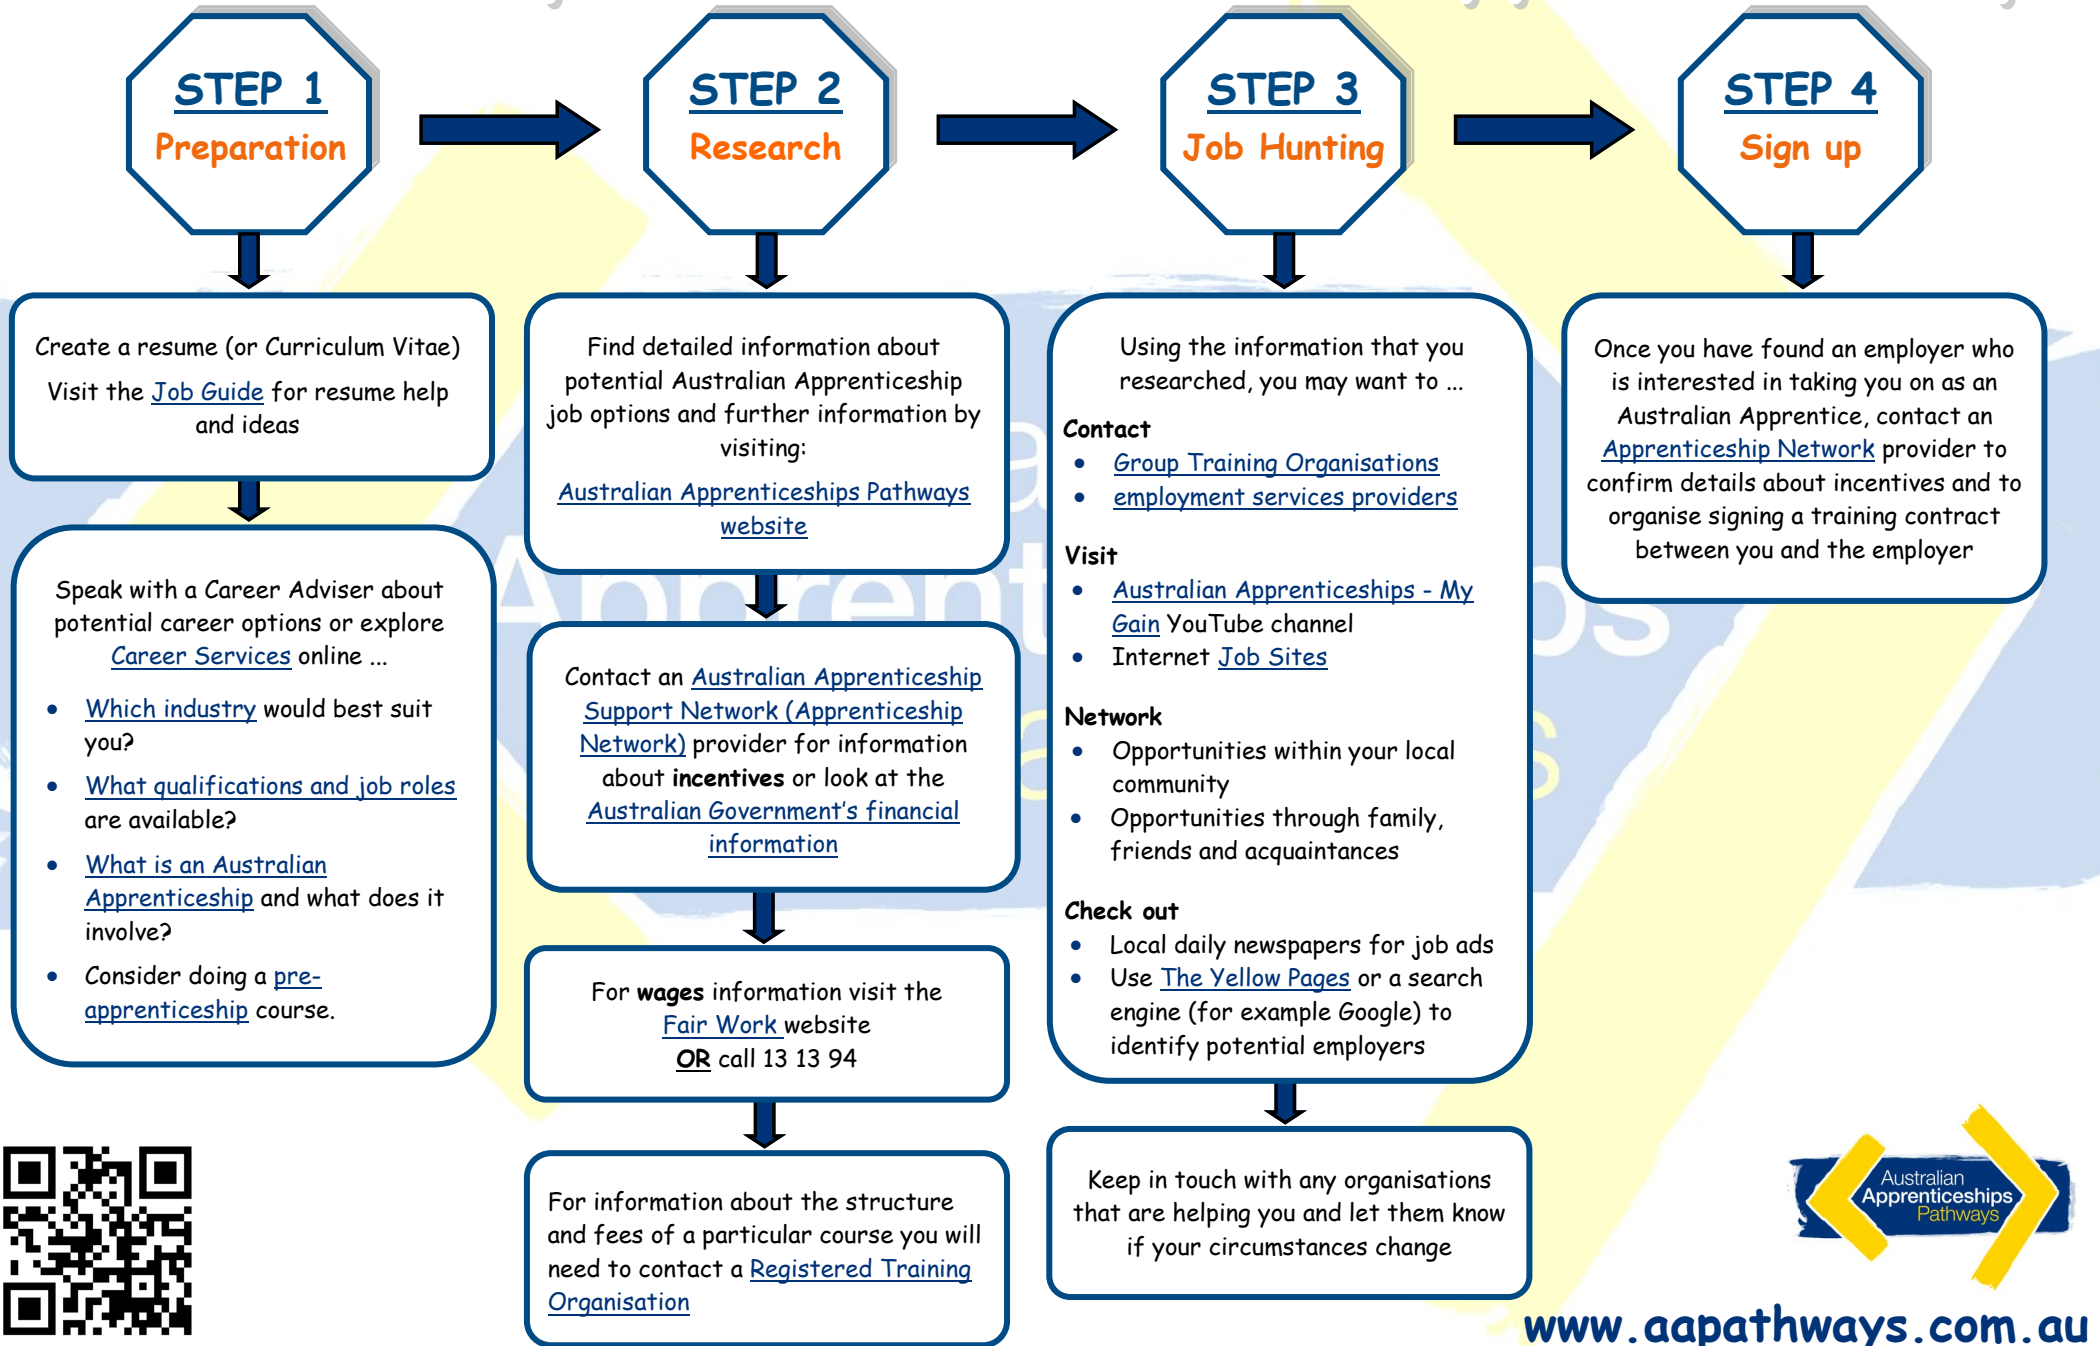 STEP 1
Preparation
STEP 2
Research
STEP 3
Job Hunting
STEP 4
Sign up
Create a resume (or Curriculum Vitae)
Visit the Job Guide for resume help
and ideas
Speak with a Career Adviser about
potential career options or explore
Career Services online ...
• Which industry would best suit
you?
• What qualifications and job roles
are available?
• What is an Australian
Apprenticeship and what does it
involve?
• Consider doing a pre-
apprenticeship course.
Find detailed information about
potential Australian Apprenticeship
job options and further information by
visiting:
Australian Apprenticeships Pathways
website
Contact an Australian Apprenticeship
Support Network (Apprenticeship
Network) provider for information
about incentives or look at the
Australian Government's financial
information
For wages information visit the
Fair Work website
OR call 13 13 94
For information about the structure
and fees of a particular course you will
need to contact a Registered Training
Organisation
Using the information that you
researched, you may want to ...
Contact
• Group Training Organisations
• employment services providers
Visit
• Australian Apprenticeships - My
Gain YouTube channel
• Internet Job Sites
Network
• Opportunities within your local
community
• Opportunities through family,
friends and acquaintances
Check out
• Local daily newspapers for job ads
• Use The Yellow Pages or a search
engine (for example Google) to
identify potential employers
Keep in touch with any organisations
that are helping you and let them know
if your circumstances change
Once you have found an employer who
is interested in taking you on as an
Australian Apprentice, contact an
Apprenticeship Network provider to
confirm details about incentives and to
organise signing a training contract
between you and the employer
Australian
Apprenticeships
Pathways
www.aapathways.com.au